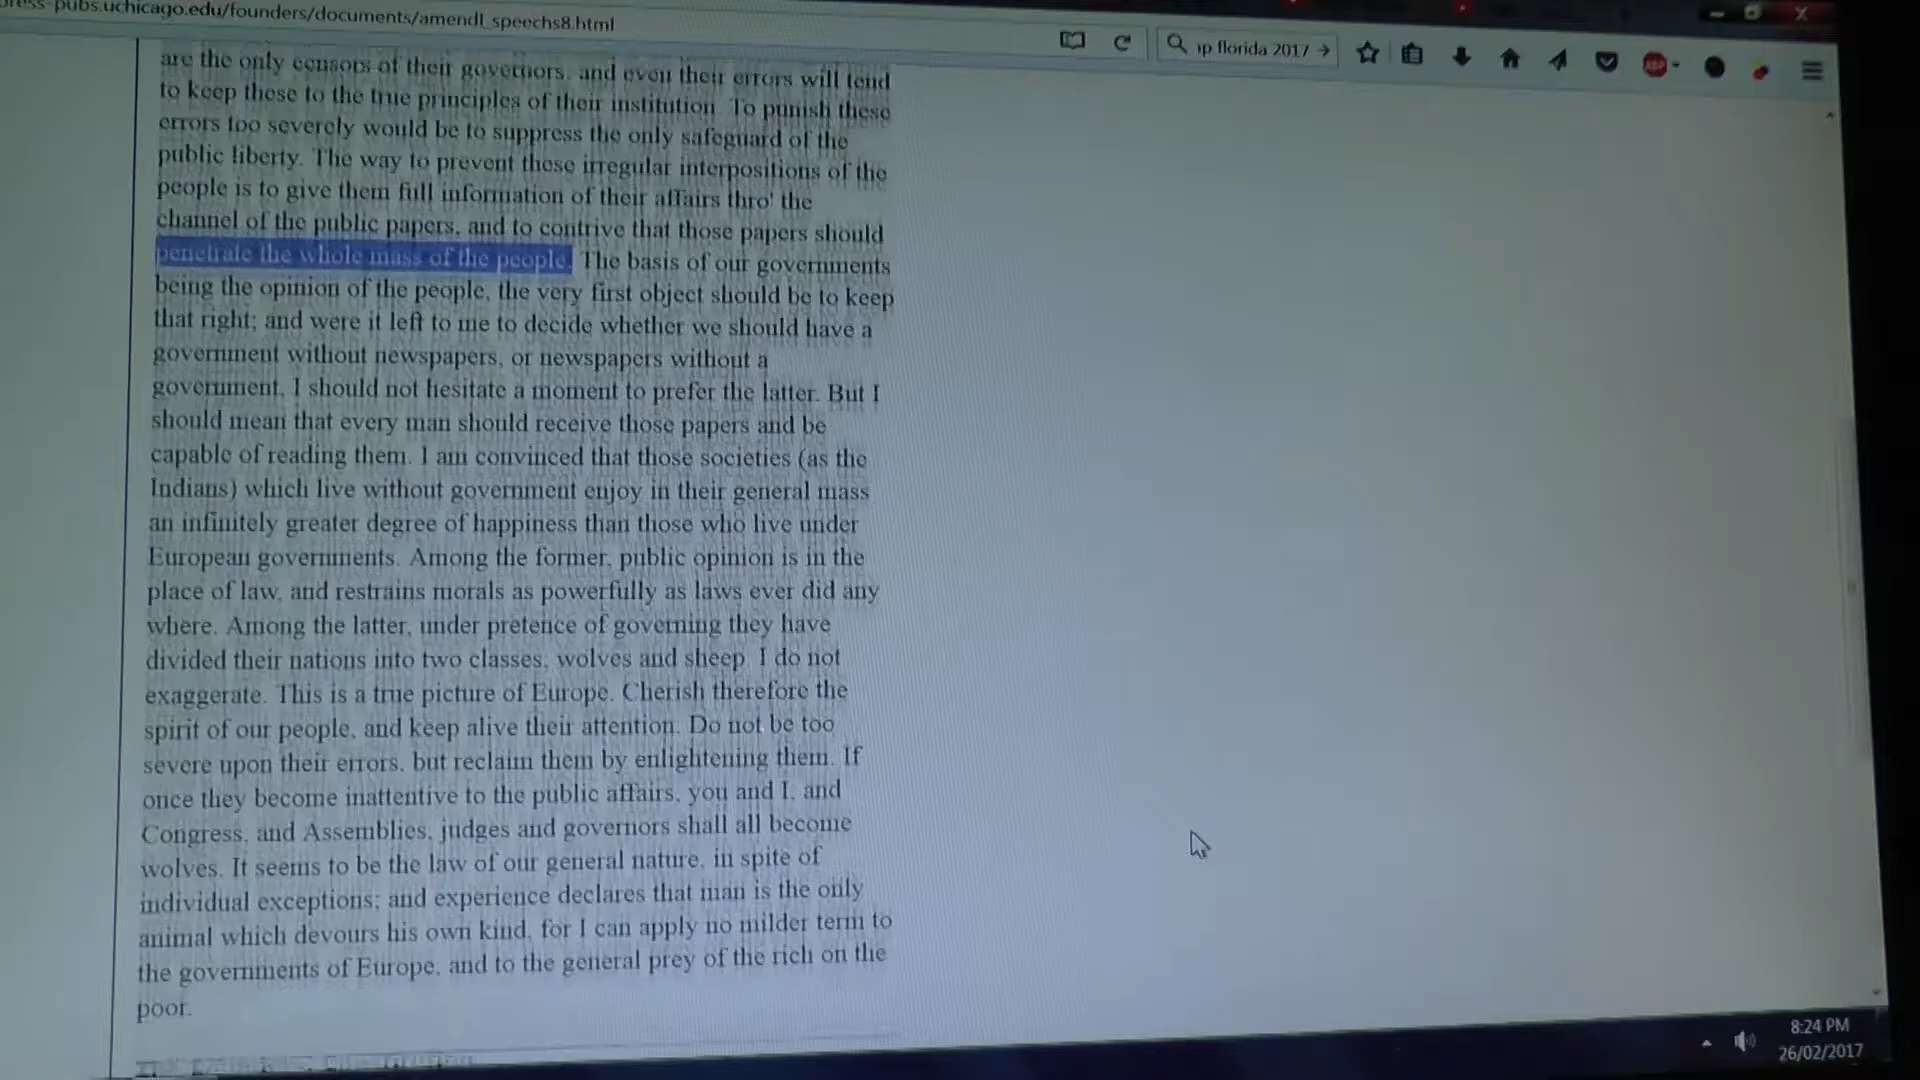 press-pubs.uchicago.edu/founders/documents/amendI_speechs8.html
ıp florida 2017
ABP
are the only censors of their governors, and even their errors will tend
to keep these to the true principles of their institution. To punish these
errors too severely would be to suppress the only safeguard of the
public liberty. The way to prevent these irregular interpositions of the
people is to give them full information of their affairs thro' the
channel of the public papers, and to contrive that those papers should
penetrate the whole mass of the people. The basis of our governments
being the opinion of the people, the very first object should be to keep
that right; and were it left to me to decide whether we should have a
government without newspapers, or newspapers without a
government, I should not hesitate a moment to prefer the latter. But I
should mean that every man should receive those papers and be
capable of reading them. I am convinced that those societies (as the
Indians) which live without government enjoy in their general mass
an infinitely greater degree of happiness than those who live under
European governments. Among the former, public opinion is in the
place of law, and restrains morals as powerfully as laws ever did any
where. Among the latter, under pretence of governing they have
divided their nations into two classes, wolves and sheep. I do not
exaggerate. This is a true picture of Europe. Cherish therefore the
spirit of our people, and keep alive their attention. Do not be too
severe upon their errors, but reclaim them by enlightening them. If
once they become inattentive to the public affairs, you and I, and
Congress, and Assemblies, judges and governors shall all become
wolves. It seems to be the law of our general nature, in spite of
individual exceptions; and experience declares that man is the only
animal which devours his own kind, for I can apply no milder term to
the governments of Europe, and to the general prey of the rich on the
poor.
8:24 PM
26/02/2017